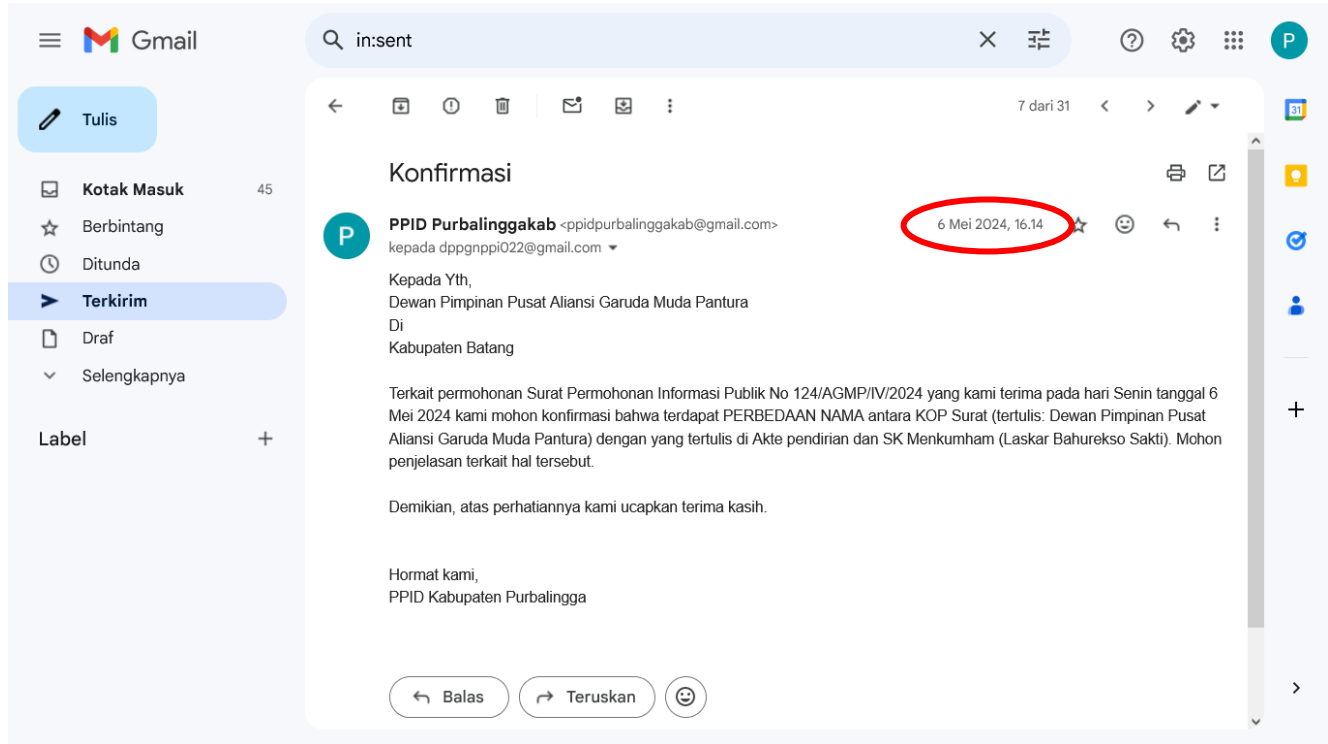 Gmail
in:sent
P
Tulis
7 dari 31
31
Kotak Masuk 45
Berbintang
Ditunda
Terkirim
Draf
Selengkapnya
Label
Konfirmasi
P
PPID Purbalinggakab <ppidpurbalinggakab@gmail.com>
6 Mei 2024, 16.14
kepada dppgnppi022@gmail.com
Kepada Yth,
Dewan Pimpinan Pusat Aliansi Garuda Muda Pantura
Di
Kabupaten Batang
Terkait permohonan Surat Permohonan Informasi Publik No 124/AGMP/IV/2024 yang kami terima pada hari Senin tanggal 6
Mei 2024 kami mohon konfirmasi bahwa terdapat PERBEDAAN NAMA antara KOP Surat (tertulis: Dewan Pimpinan Pusat
Aliansi Garuda Muda Pantura) dengan yang tertulis di Akte pendirian dan SK Menkumham (Laskar Bahurekso Sakti). Mohon
penjelasan terkait hal tersebut.
Demikian, atas perhatiannya kami ucapkan terima kasih.
Hormat kami,
PPID Kabupaten Purbalingga
Balas
Teruskan